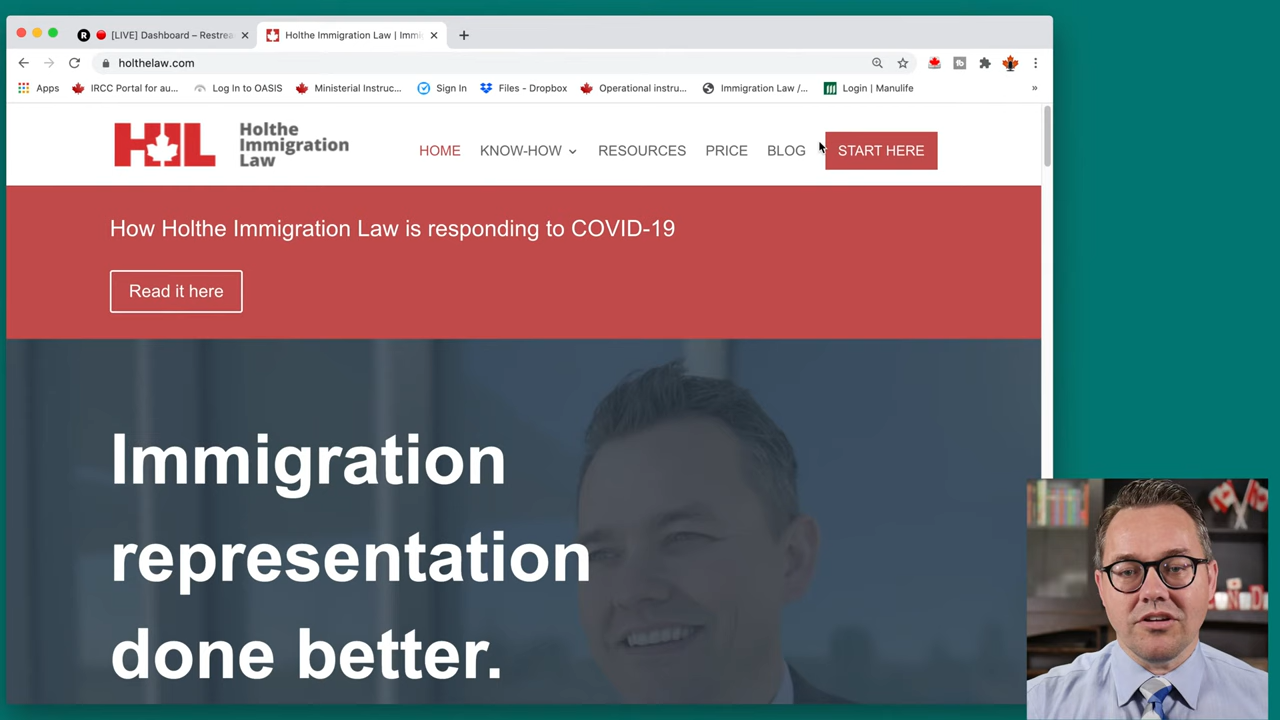 [LIVE] Dashboard – Restrea
Holthe Immigration Law | Immi
holthelaw.com
Apps
IRCC Portal for au...
Log In to OASIS
Ministerial Instruc...
Sign In
Files - Dropbox
Operational instru...
Immigration Law /...
Login | Manulife
»
HIL
Holthe
Immigration
Law
HOME
KNOW-HOW
RESOURCES
PRICE
BLOG
START HERE
How Holthe Immigration Law is responding to COVID-19
Read it here
Immigration
representation
done better.